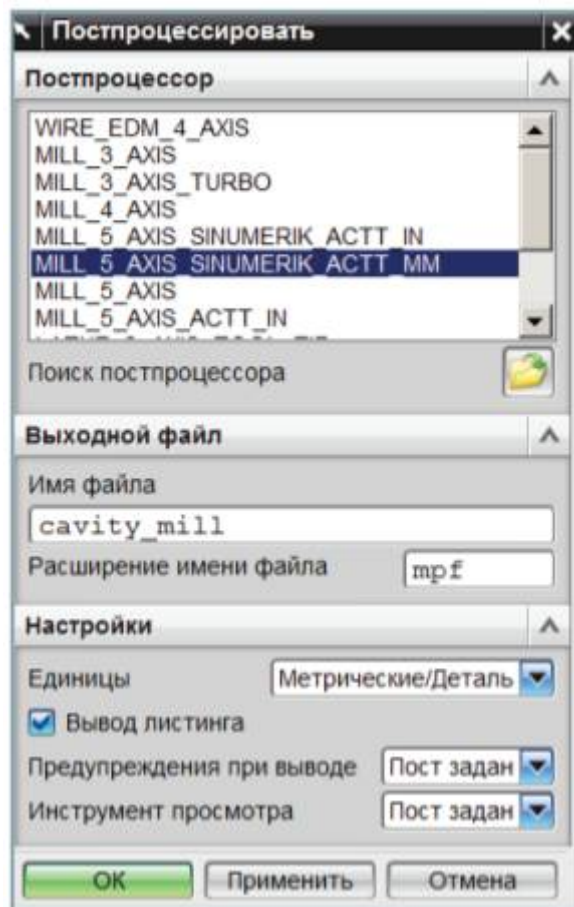 Постпроцессировать
Постпроцессор
WIRE_EDM_4_AXIS
MILL_3_AXIS
MILL_3_AXIS_TURBO
MILL_4_AXIS
MILL_5_AXIS_SINUMERIK_ACTT_IN
MILL_5_AXIS_SINUMERIK_ACTT_MM
MILL_5_AXIS
MILL_5_AXIS_ACTT_IN
Поиск постпроцессора
Выходной файл
Имя файла
cavity_mill
Расширение имени файла mpf
Настройки
Единицы Метрические/Деталь
Вывод листинга
Предупреждения при выводе Пост задан
Инструмент просмотра Пост задан
ОК Применить Отмена